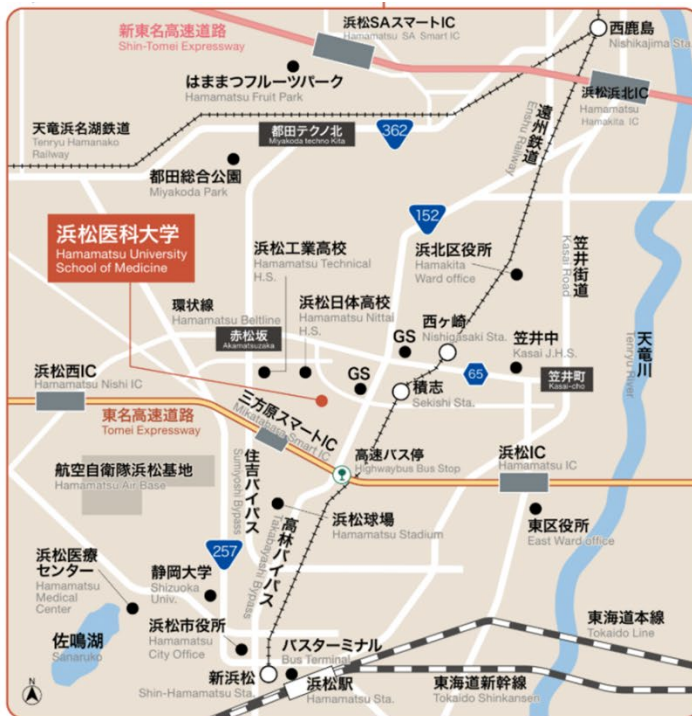 新東名高速道路
Shin-Tomei Expressway
浜松SAスマートIC
Hamamatsu SA Smart IC
西鹿島
Nishikajima Sta.
はままつフルーツパーク
Hamamatsu Fruit Park
浜松浜北IC
Hamamatsu
Hamakita IC
天竜浜名湖鉄道
Tenryu Hamanako
Railway
都田テクノ北
Miyakoda techno Kita
362
遠州鉄道
Enshu Railway
都田総合公園
Miyakoda Park
152
浜松医科大学
Hamamatsu University
School of Medicine
浜松工業高校
Hamamatsu Technical
H.S.
浜北区役所
Hamakita
Ward office
笠井街道
Kasai Road
環状線
Hamamatsu Beltline
浜松日体高校
Hamamatsu Nittai
H.S.
赤松坂
Akamatsuzaka
GS
西ヶ崎
Nishigasaki Sta.
笠井中
Kasai J.H.S.
天竜川
Tenryu River
浜松西IC
Hamamatsu Nishi IC
GS
65
笠井町
Kasai-cho
積志
Sekishi Sta.
東名高速道路
Tomei Expressway
三方原スマートIC
Mikatabara Smart IC
高速バス停
Highwaybus Bus Stop
浜松IC
Hamamatsu IC
航空自衛隊浜松基地
Hamamatsu Air Base
住吉バイパス
Sumiyoshi Bypass
高林バイパス
Takabayashi Bypass
浜松球場
Hamamatsu Stadium
東区役所
East Ward office
257
浜松医療
センター
Hamamatsu
Medical
Center
静岡大学
Shizuoka
Univ.
佐鳴湖
Sanaruko
浜松市役所
Hamamatsu
City Office
バスターミナル
Bus Terminal
東海道本線
Tokaido Line
新浜松
Shin-Hamamatsu Sta.
浜松駅
Hamamatsu Sta.
東海道新幹線
Tokaido Shinkansen
N